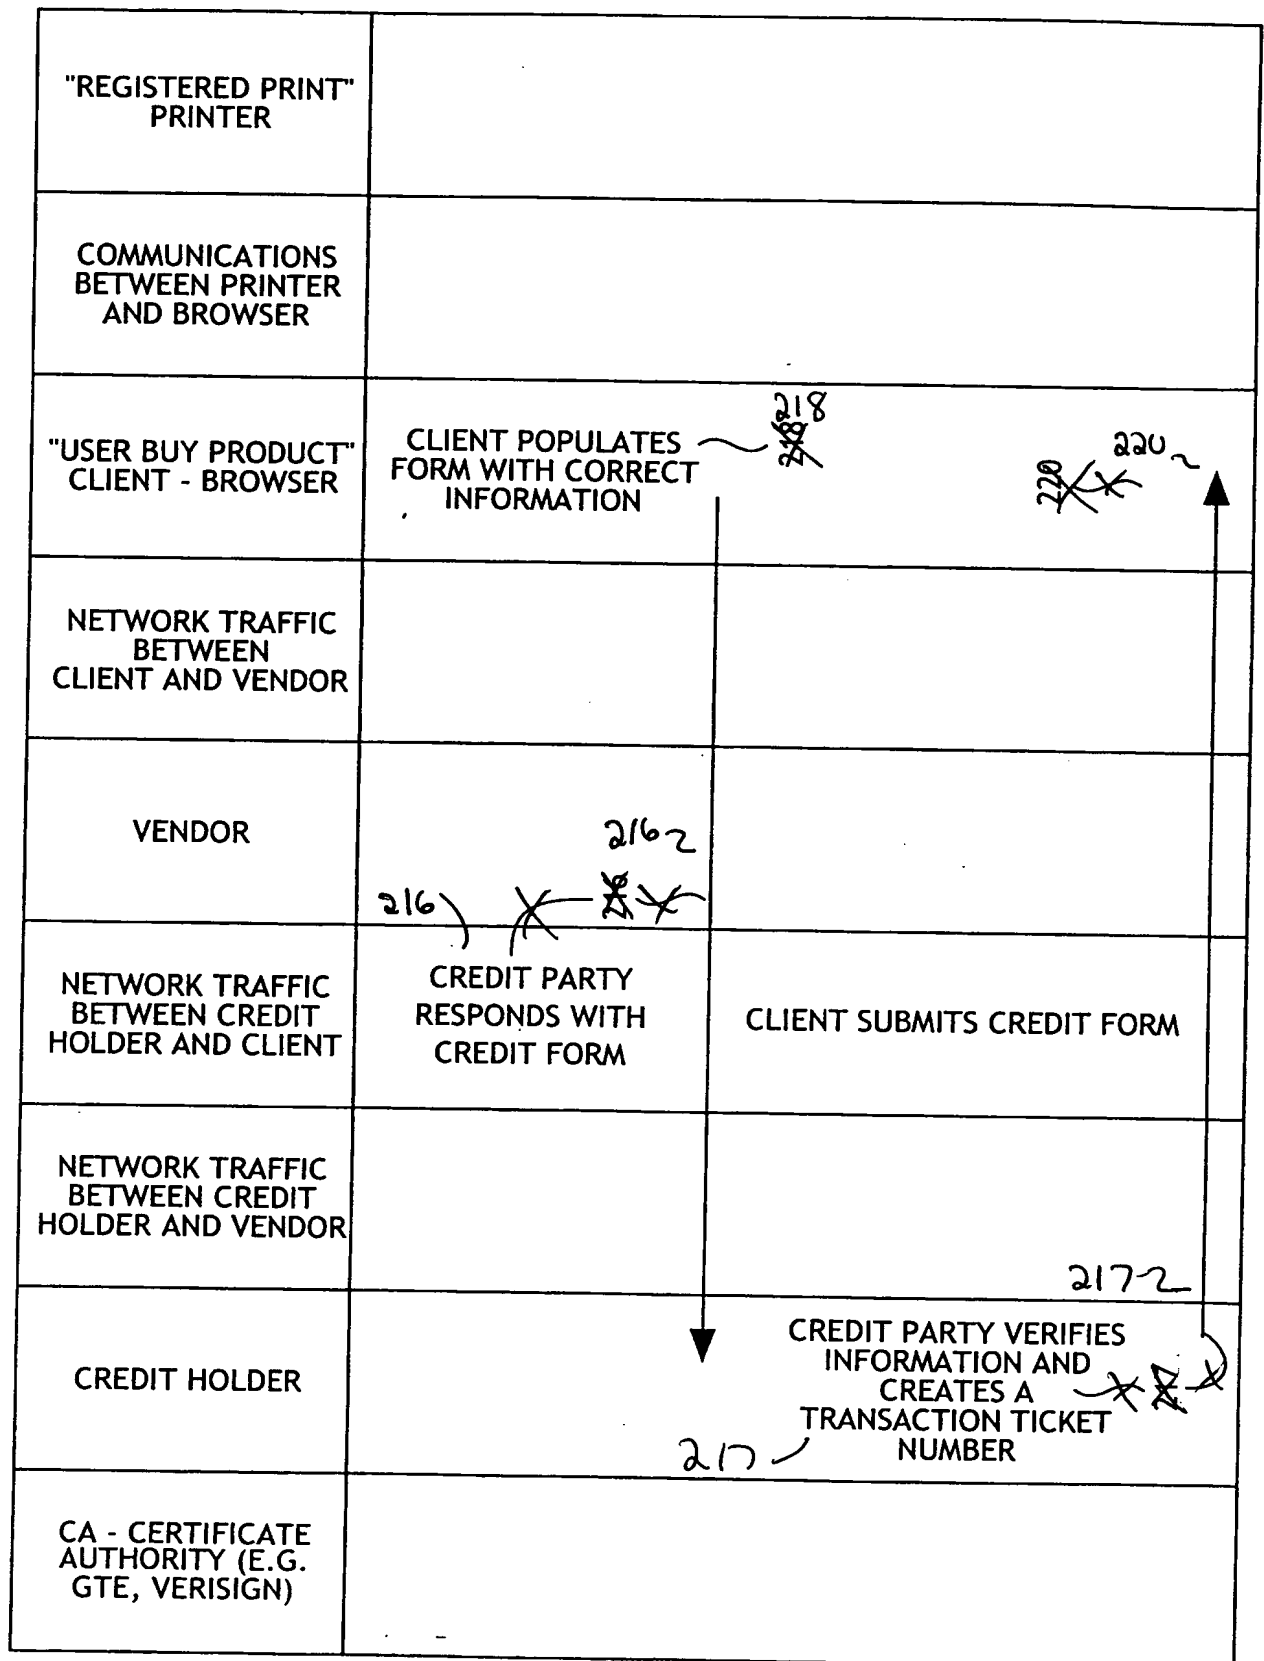 "REGISTERED PRINT"
PRINTER
COMMUNICATIONS
BETWEEN PRINTER
AND BROWSER
"USER BUY PRODUCT"
CLIENT - BROWSER
CLIENT POPULATES
FORM WITH CORRECT
INFORMATION
218
220
220
NETWORK TRAFFIC
BETWEEN
CLIENT AND VENDOR
VENDOR
216
216
NETWORK TRAFFIC
BETWEEN CREDIT
HOLDER AND CLIENT
CREDIT PARTY
RESPONDS WITH
CREDIT FORM
CLIENT SUBMITS CREDIT FORM
NETWORK TRAFFIC
BETWEEN CREDIT
HOLDER AND VENDOR
217
CREDIT HOLDER
CREDIT PARTY VERIFIES
INFORMATION AND
CREATES A
TRANSACTION TICKET
NUMBER
217
CA - CERTIFICATE
AUTHORITY (E.G.
GTE, VERISIGN)